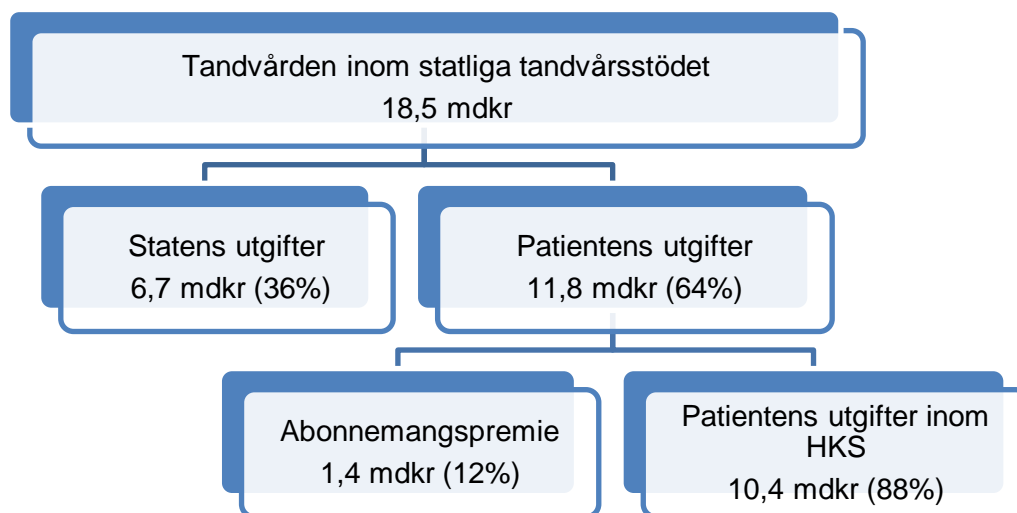 Tandvården inom statliga tandvårsstödet
18,5 mdkr
Statens utgifter
6,7 mdkr (36%)
Patientens utgifter
11,8 mdkr (64%)
Abonnemangspremie
1,4 mdkr (12%)
Patientens utgifter inom
HKS
10,4 mdkr (88%)